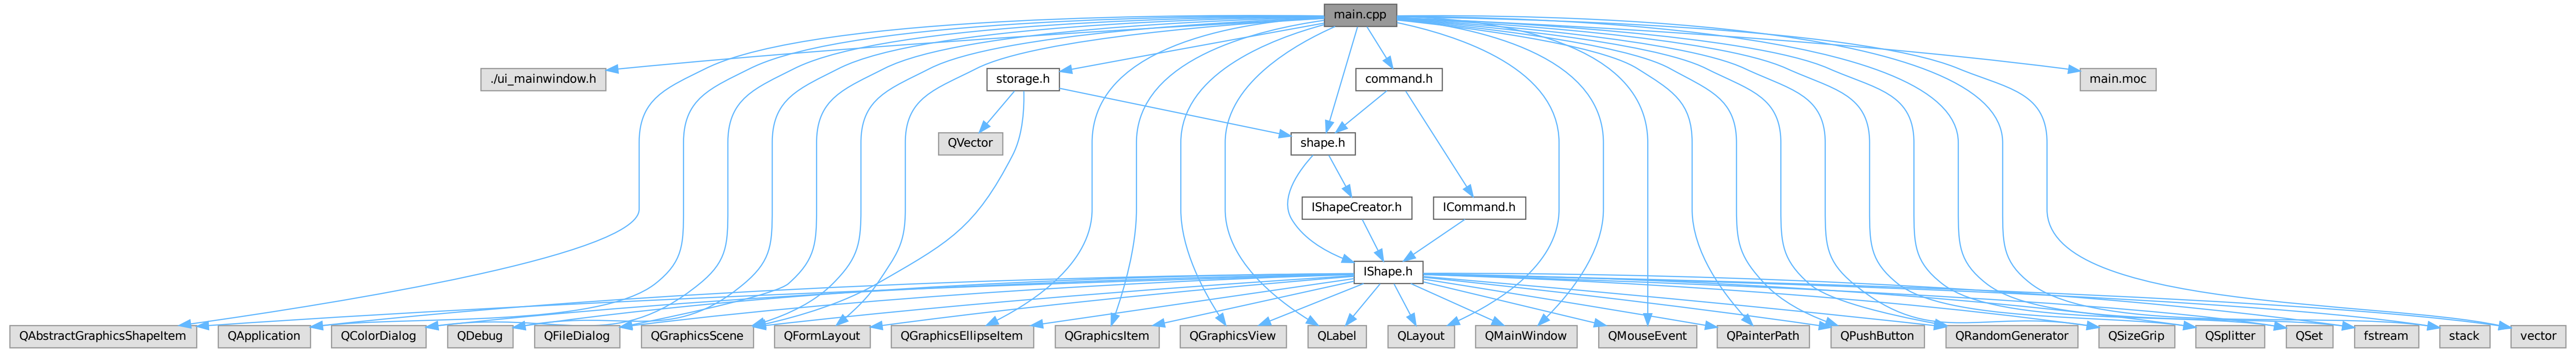 main.cpp
./ui_mainwindow.h
storage.h
command.h
main.moc
QVector
shape.h
IShapeCreator.h
ICommand.h
IShape.h
QAbstractGraphicsShapeItem
QApplication
QColorDialog
QDebug
QFileDialog
QGraphicsScene
QFormLayout
QGraphicsEllipseItem
QGraphicsItem
QGraphicsView
QLabel
QLayout
QMainWindow
QMouseEvent
QPainterPath
QPushButton
QRandomGenerator
QSizeGrip
QSplitter
QSet
fstream
stack
vector